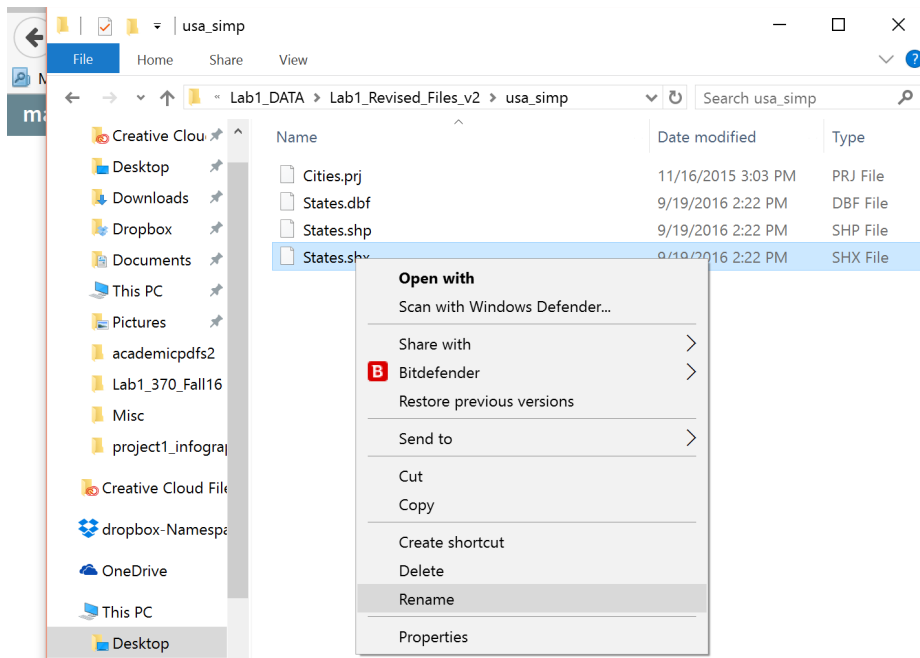 usa_simp
File Home Share View
« Lab1_DATA > Lab1_Revised_Files_v2 > usa_simp Search usa_simp
Name Date modified Type
Creative Clou
Desktop
Downloads
Dropbox
Documents
This PC
Pictures
academicpdfs2
Lab1_370_Fall16
Misc
project1_infograp
Creative Cloud File
dropbox-Namespa
OneDrive
This PC
Desktop
Cities.prj 11/16/2015 3:03 PM PRJ File
States.dbf 9/19/2016 2:22 PM DBF File
States.shp 9/19/2016 2:22 PM SHP File
States.shx 9/19/2016 2:22 PM SHX File
Open with
Scan with Windows Defender...
Share with
B Bitdefender
Restore previous versions
Send to
Cut
Copy
Create shortcut
Delete
Rename
Properties